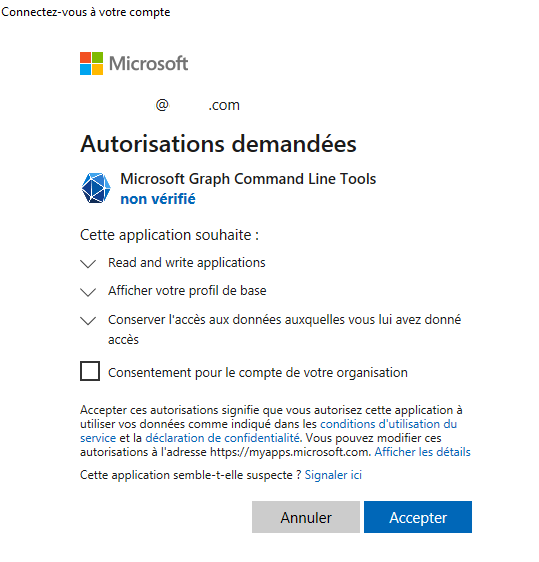 Connectez-vous à votre compte
Microsoft
@ .com
Autorisations demandées
Microsoft Graph Command Line Tools
non vérifié
Cette application souhaite :
Read and write applications
Afficher votre profil de base
Conserver l'accès aux données auxquelles vous lui avez donné
accès
Consentement pour le compte de votre organisation
Accepter ces autorisations signifie que vous autorisez cette application à
utiliser vos données comme indiqué dans les conditions d'utilisation du
service et la déclaration de confidentialité. Vous pouvez modifier ces
autorisations à l'adresse https://myapps.microsoft.com. Afficher les détails
Cette application semble-t-elle suspecte ? Signaler ici
Annuler
Accepter